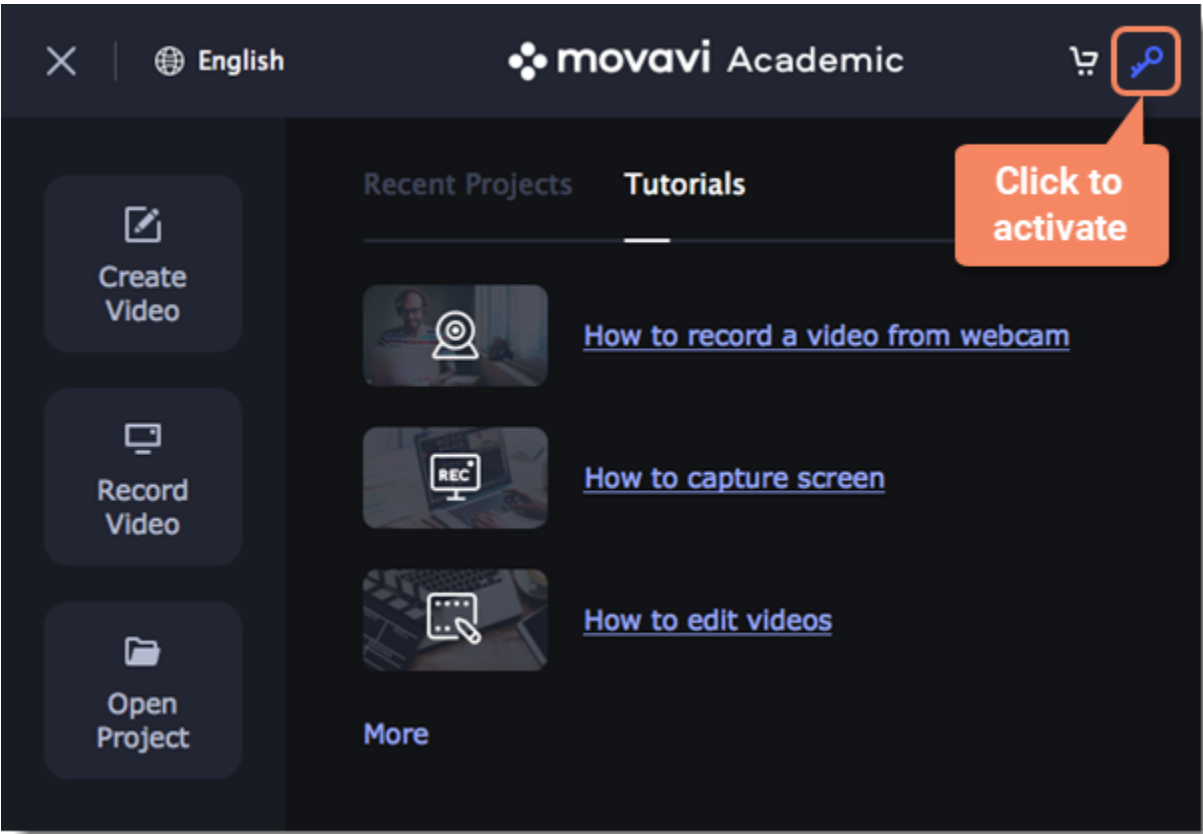 English
movavi Academic
Click to
activate
Recent Projects
Tutorials
Create
Video
How to record a video from webcam
Record
Video
REC
How to capture screen
How to edit videos
Open
Project
More